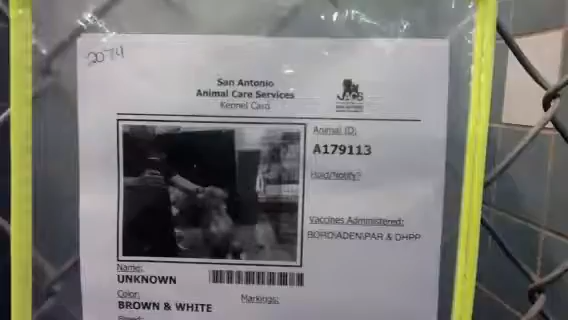 2074
San Antonio
Animal Care Services
Kennel Card
ACS
Animal ID:
A179113
Hold/Notify?
Vaccines Administered:
BORD\ADEN\PAR & DHPP
Name:
UNKNOWN
Color:
Markings:
BROWN & WHITE